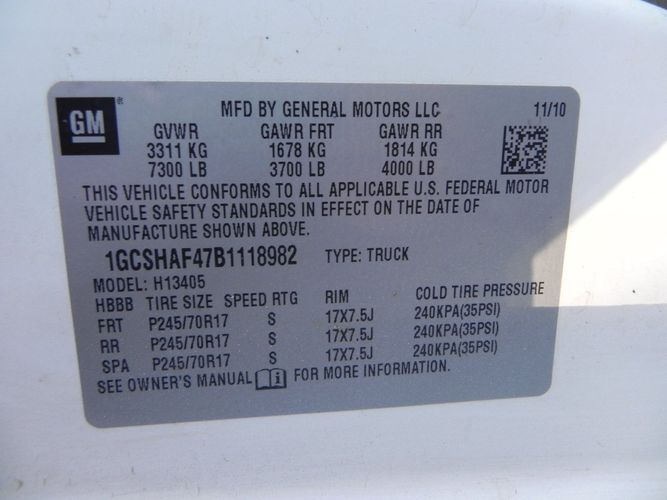 GM ®
MFD BY GENERAL MOTORS LLC 11/10
GVWR GAWR FRT GAWR RR
3311 KG 1678 KG 1814 KG
7300 LB 3700 LB 4000 LB
THIS VEHICLE CONFORMS TO ALL APPLICABLE U.S. FEDERAL MOTOR
VEHICLE SAFETY STANDARDS IN EFFECT ON THE DATE OF
MANUFACTURE SHOWN ABOVE.
1GCSHAF47B1118982 TYPE: TRUCK
MODEL: H13405
HBBB TIRE SIZE SPEED RTG RIM COLD TIRE PRESSURE
FRT P245/70R17 S 17X7.5J 240KPA(35PSI)
RR P245/70R17 S 17X7.5J 240KPA(35PSI)
SPA P245/70R17 S 17X7.5J 240KPA(35PSI)
SEE OWNER'S MANUAL i FOR MORE INFORMATION.